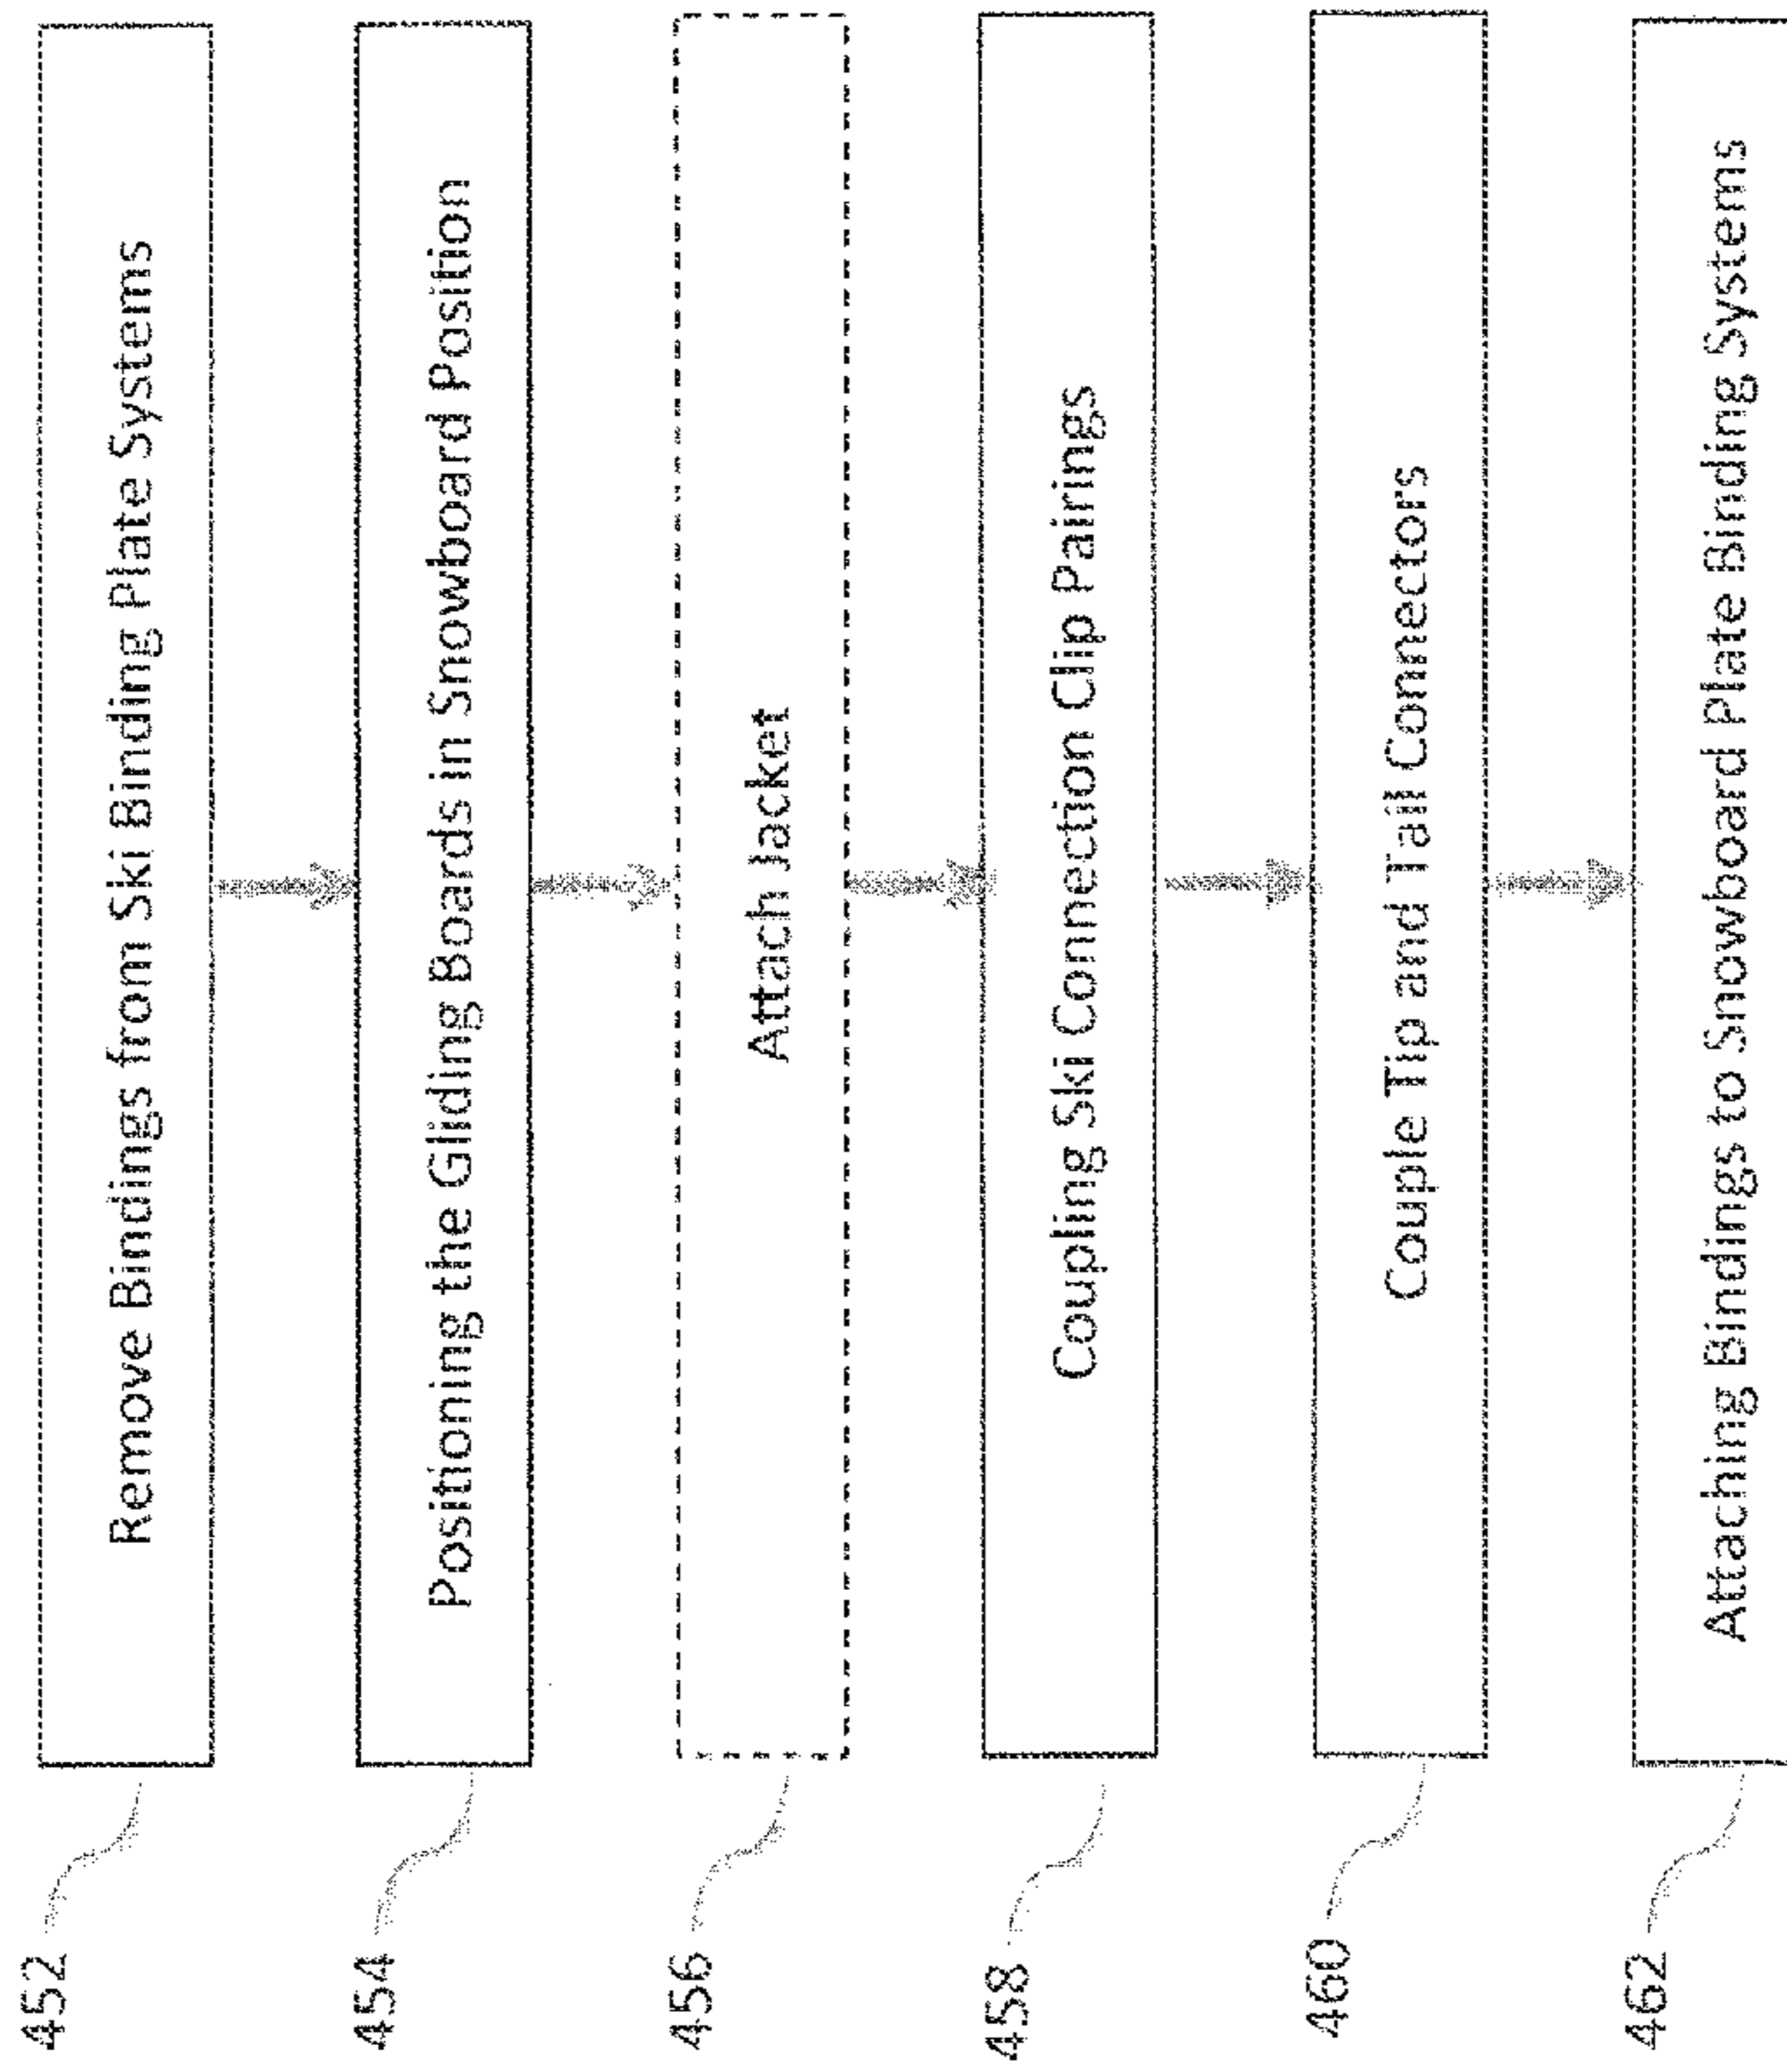 452
Remove Bindings from Ski Binding Plate Systems
454
Positioning the Gliding Boards in Snowboard Position
456
Attach Jacket
458
Coupling Ski Connection Clip Pairings
460
Couple Tip and Tail Connectors
462
Attaching Bindings to Snowboard Plate Binding Systems